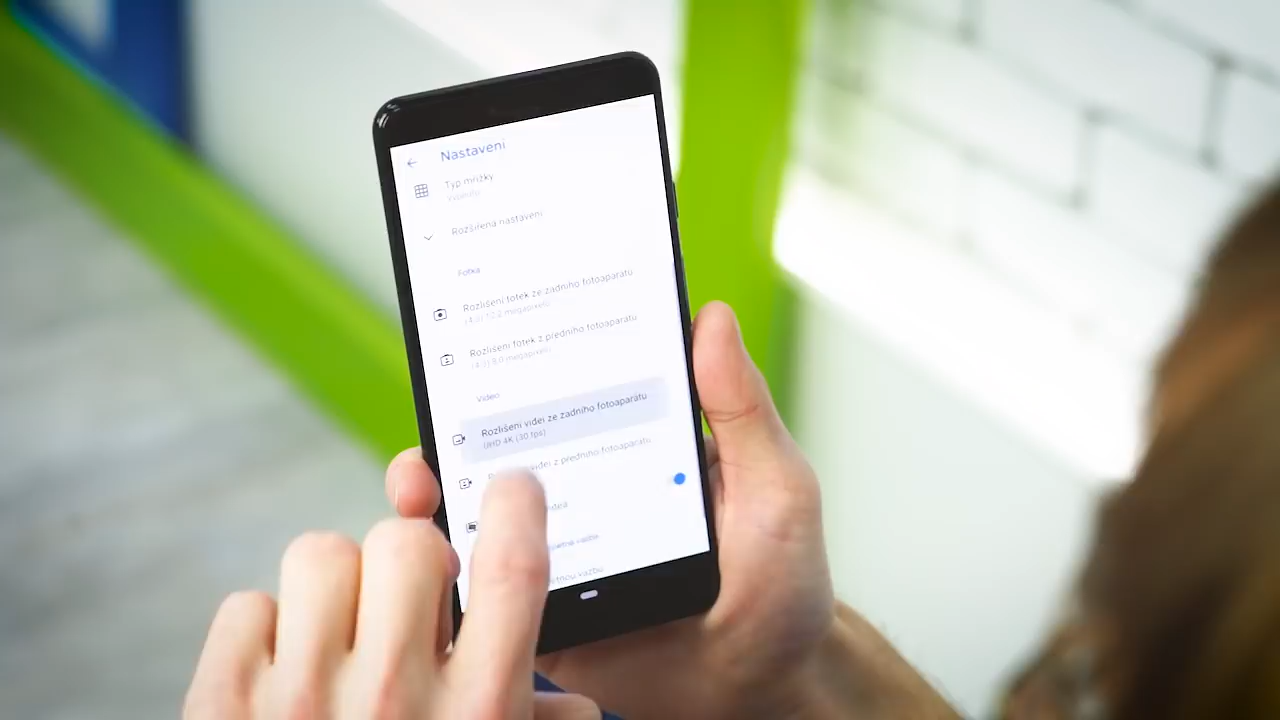 Nastavení
Typ mřížky
Rozšířená nastavení
Fotka
Rozlišení fotek ze zadního fotoaparátu
(4:3) 12.2 megapixelů
Rozlišení fotek z předního fotoaparátu
(4:3) 8.0 megapixelů
Video
Rozlišení videí ze zadního fotoaparátu
UHD 4K (30 fps)
videí z předního fotoaparátu
videa
vazbu